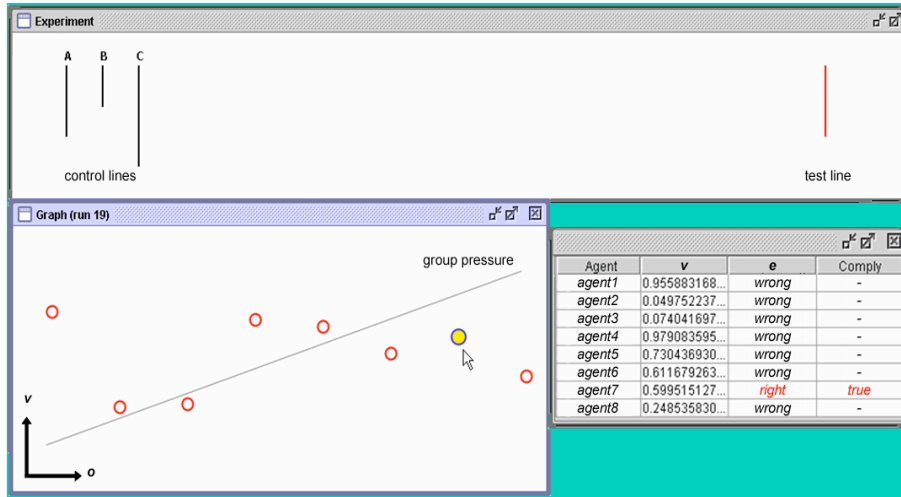 Experiment
A B C
control lines
test line
Graph (run 19)
group pressure
v
o
Agent v e Comply
agent1 0.955883168... wrong -
agent2 0.049752237... wrong -
agent3 0.074041697... wrong -
agent4 0.979083595... wrong -
agent5 0.730436930... wrong -
agent6 0.611679263... wrong -
agent7 0.599515127... right true
agent8 0.248535830... wrong -